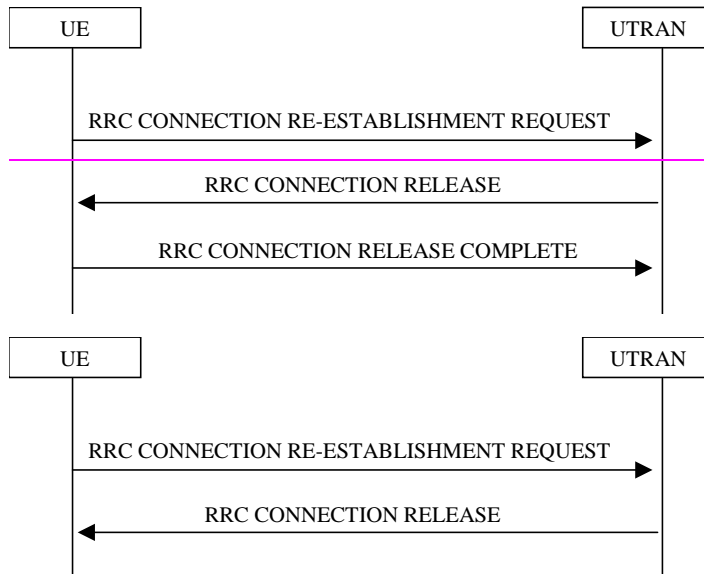 UE UTRAN
RRC CONNECTION RE-ESTABLISHMENT REQUEST
RRC CONNECTION RELEASE
RRC CONNECTION RELEASE COMPLETE
UE UTRAN
RRC CONNECTION RE-ESTABLISHMENT REQUEST
RRC CONNECTION RELEASE